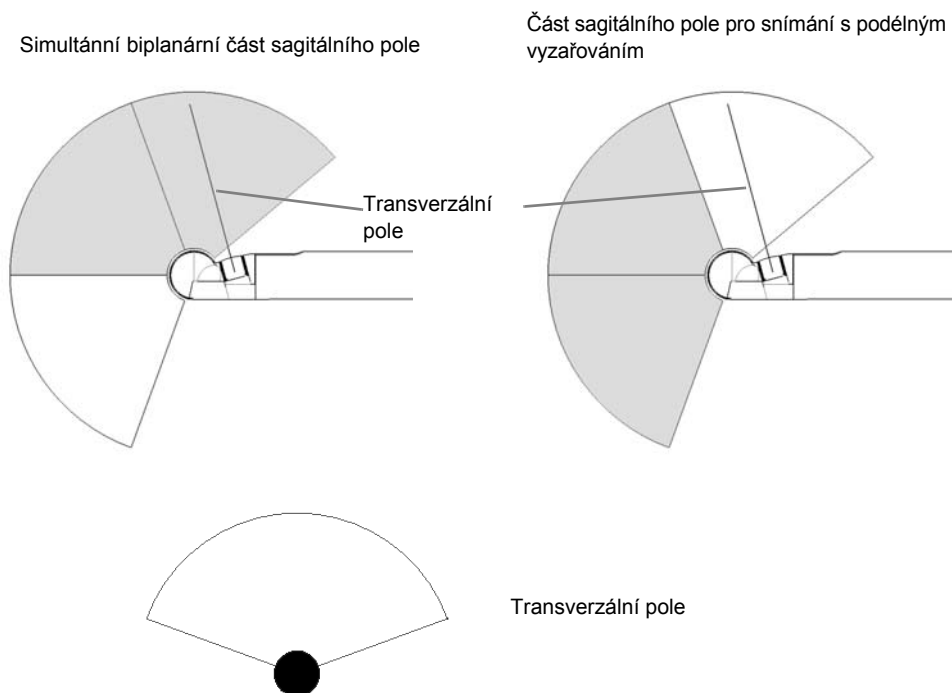 Simultánní biplanární část sagitálního pole
Část sagitálního pole pro snímání s podélným
vyzařováním
Transverzální
pole
Transverzální pole